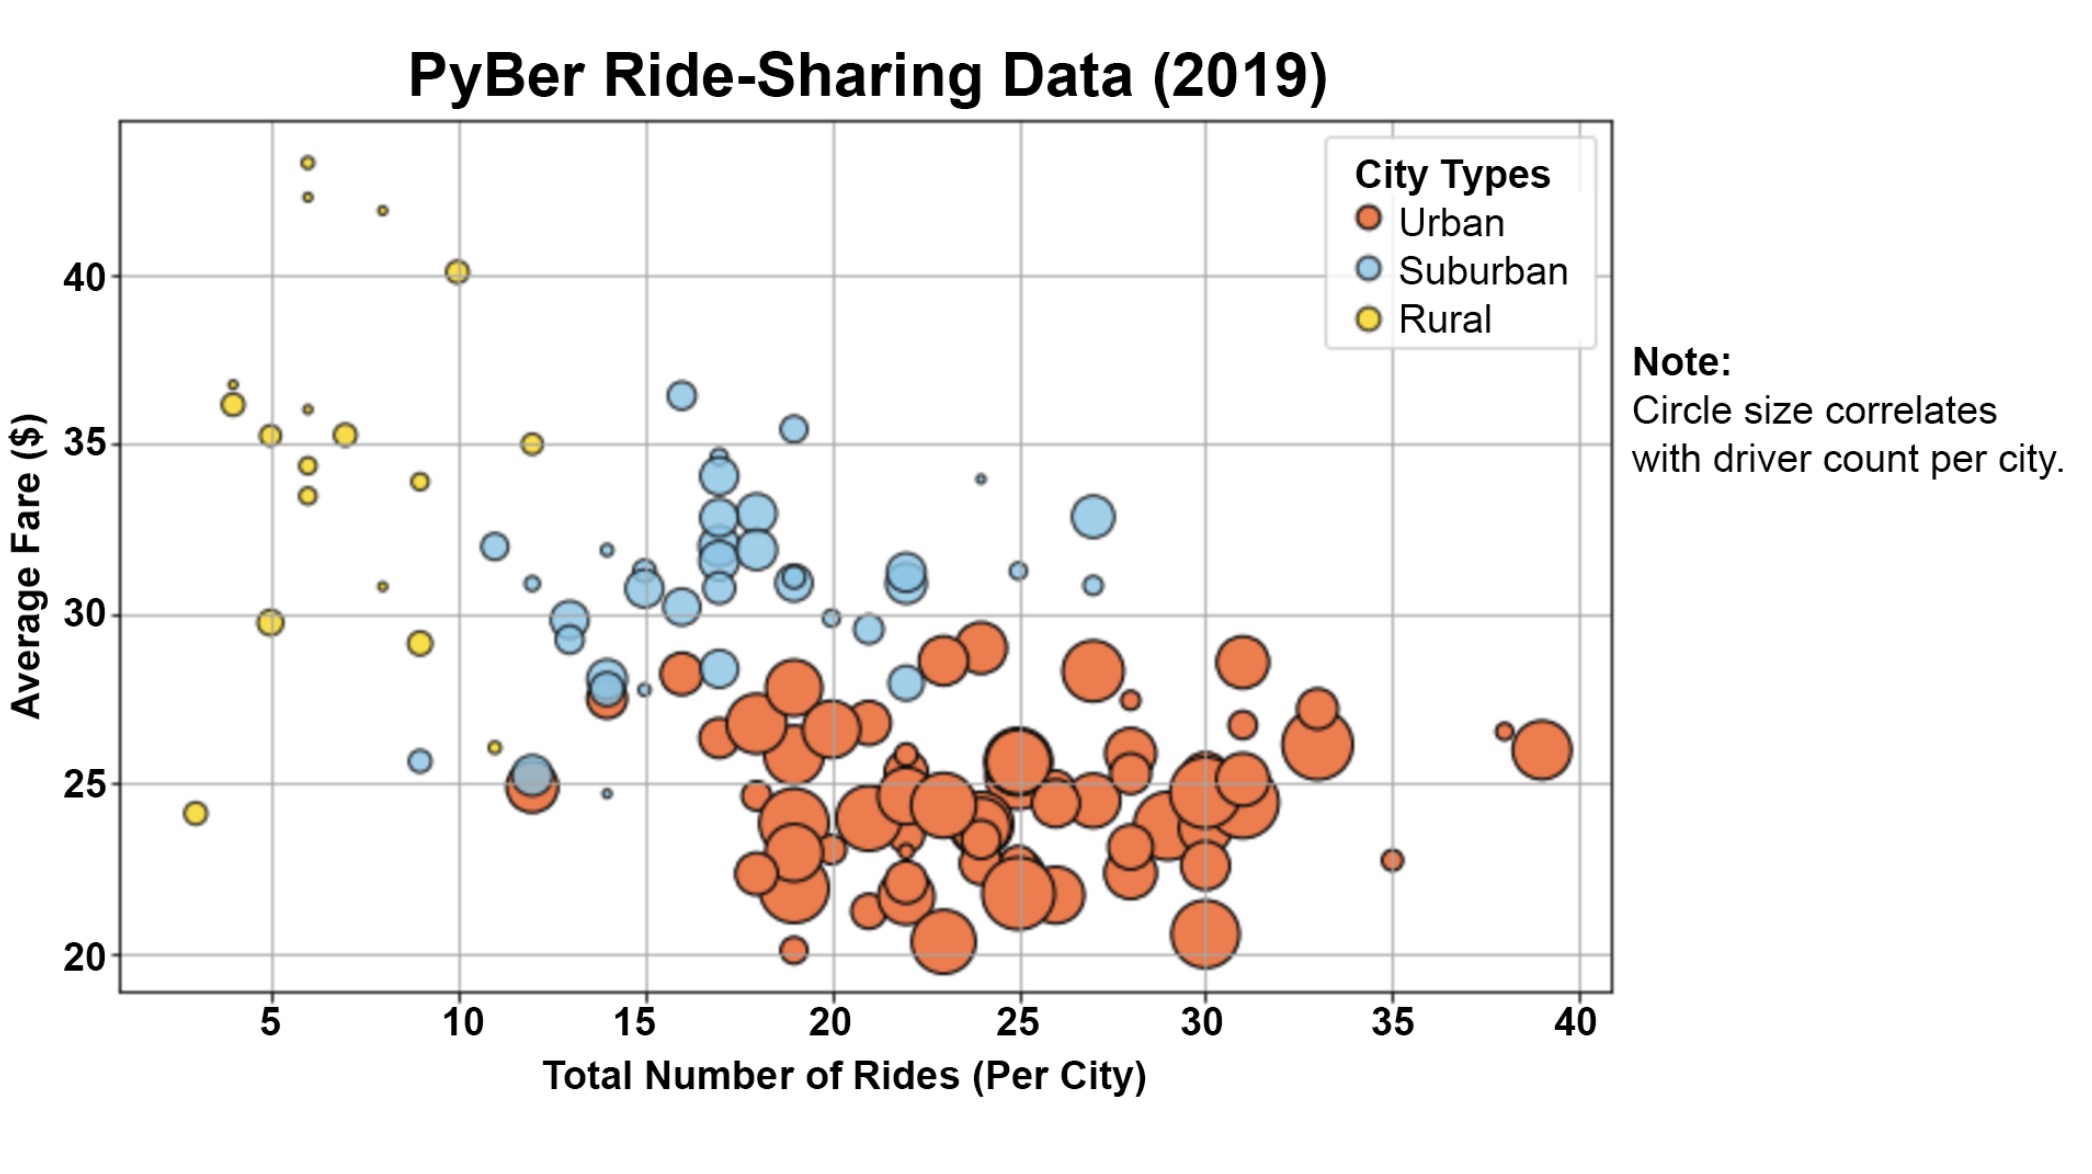 PyBer Ride-Sharing Data (2019)
City Types
Urban
Suburban
Rural
Note:
Circle size correlates
with driver count per city.
Average Fare ($)
40
35
30
25
20
5 10 15 20 25 30 35 40
Total Number of Rides (Per City)